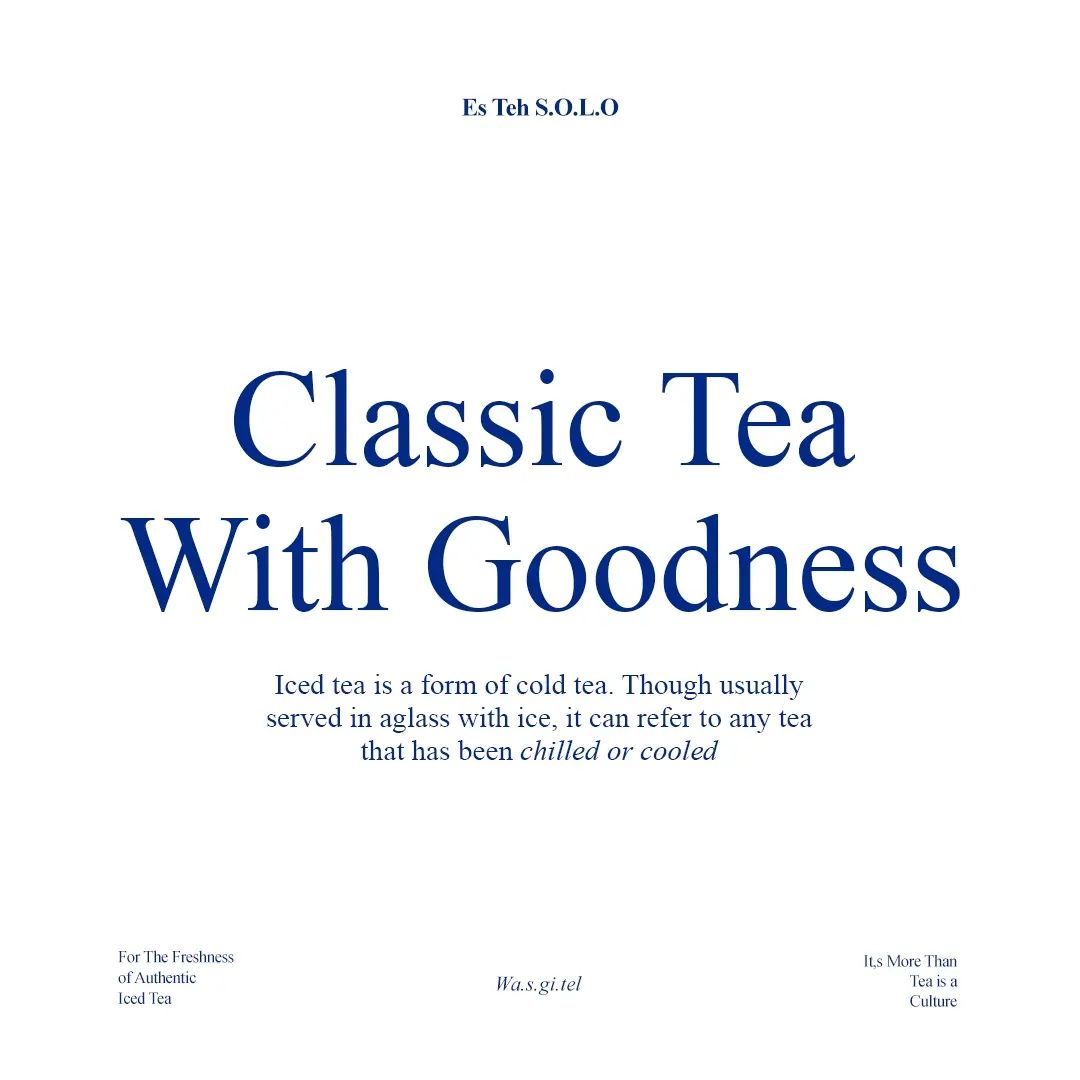 Es Teh S.O.L.O
Classic Tea
With Goodness
Iced tea is a form of cold tea. Though usually
served in aglass with ice, it can refer to any tea
that has been chilled or cooled
For The Freshness
of Authentic
Iced Tea
Wa.s.gi.tel
It,s More Than
Tea is a
Culture